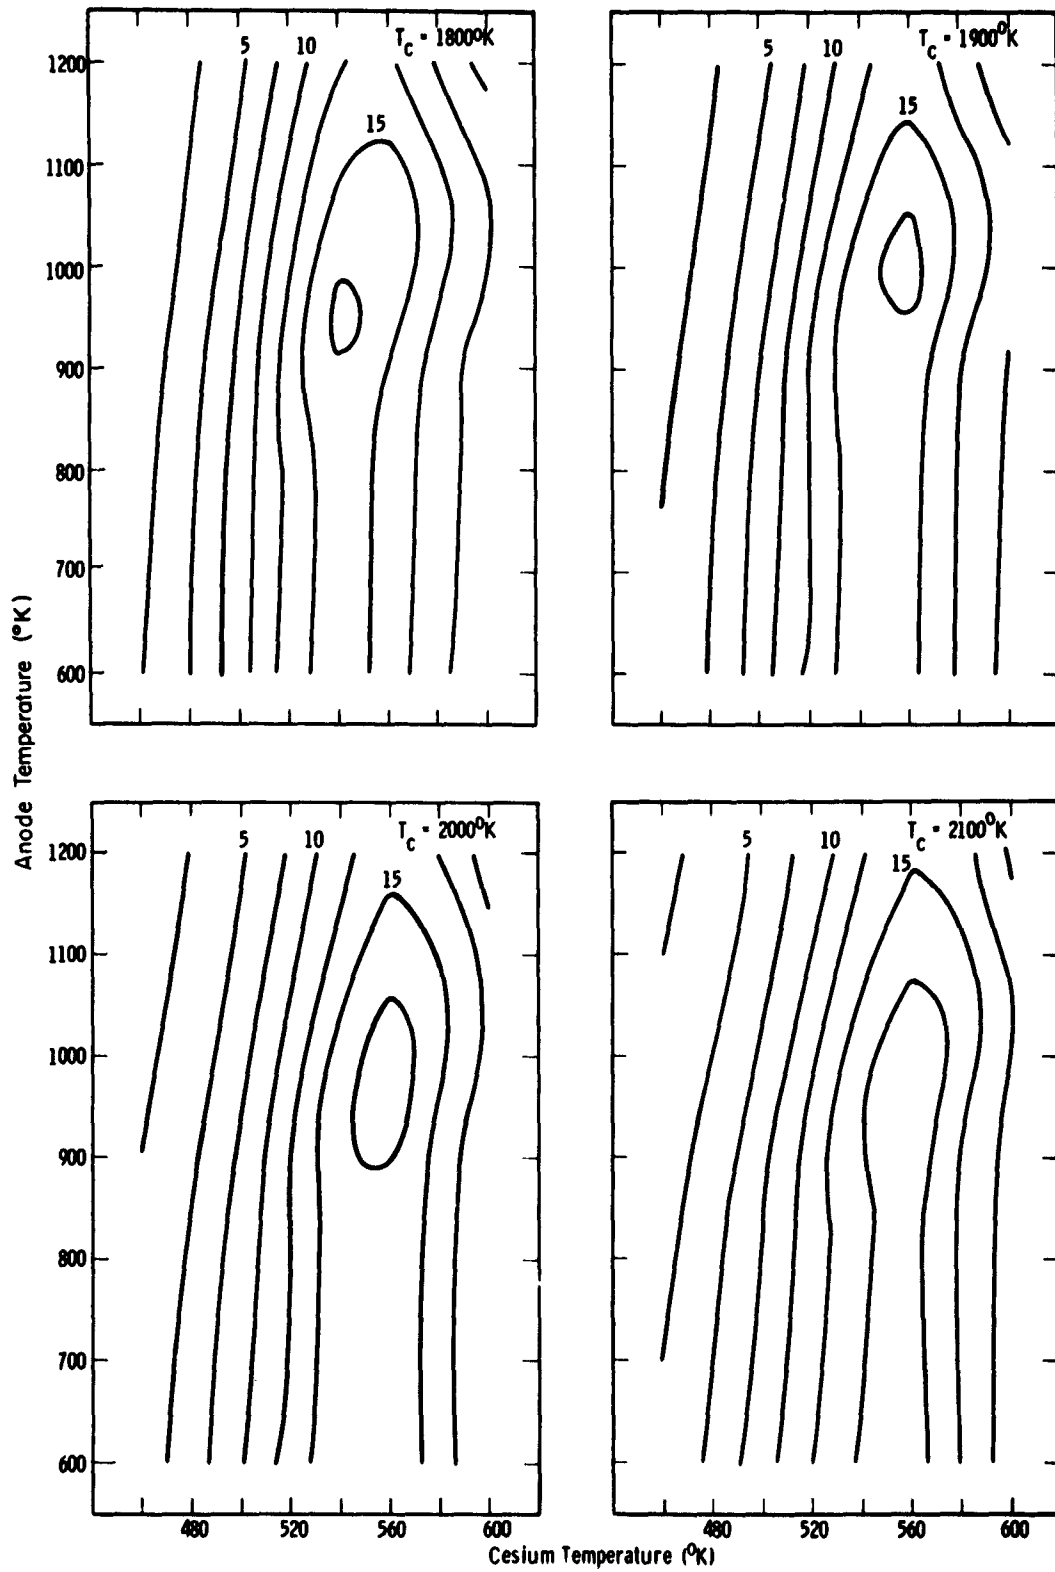 5 10 T_c = 1800°K
5 10 T_c = 1900°K
1200
15
15
1100
1000
900
800
700
600
Anode Temperature (°K)
5 10 T_c = 2000°K
5 10 T_c = 2100°K
1200
15
15
1100
1000
900
800
700
600
480 520 560 600
480 520 560 600
Cesium Temperature (°K)